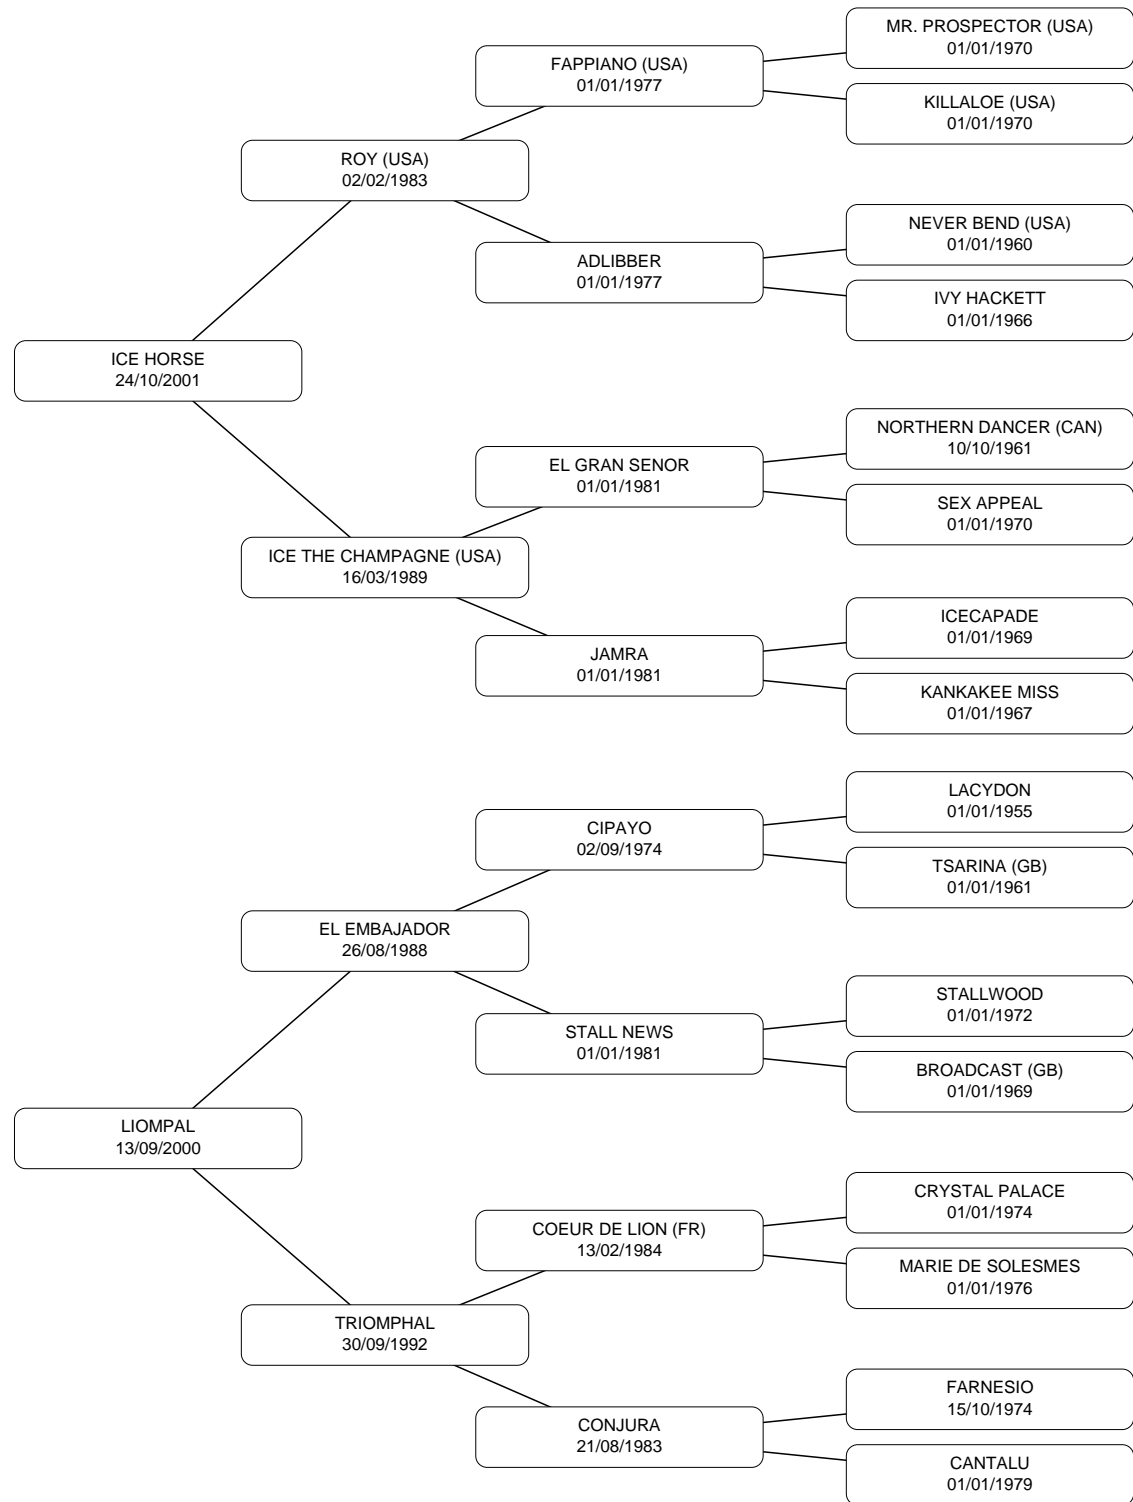 MR. PROSPECTOR (USA)
01/01/1970
FAPPIANO (USA)
01/01/1977
KILLALOE (USA)
01/01/1970
ROY (USA)
02/02/1983
NEVER BEND (USA)
01/01/1960
ADLIBBER
01/01/1977
IVY HACKETT
01/01/1966
ICE HORSE
24/10/2001
NORTHERN DANCER (CAN)
10/10/1961
EL GRAN SENOR
01/01/1981
SEX APPEAL
01/01/1970
ICE THE CHAMPAGNE (USA)
16/03/1989
ICECAPADE
01/01/1969
JAMRA
01/01/1981
KANKAKEE MISS
01/01/1967
LACYDON
01/01/1955
CIPAYO
02/09/1974
TSARINA (GB)
01/01/1961
EL EMBAJADOR
26/08/1988
STALLWOOD
01/01/1972
STALL NEWS
01/01/1981
BROADCAST (GB)
01/01/1969
LIOMPAL
13/09/2000
CRYSTAL PALACE
01/01/1974
COEUR DE LION (FR)
13/02/1984
MARIE DE SOLESMES
01/01/1976
TRIOMPHAL
30/09/1992
FARNESIO
15/10/1974
CONJURA
21/08/1983
CANTALU
01/01/1979